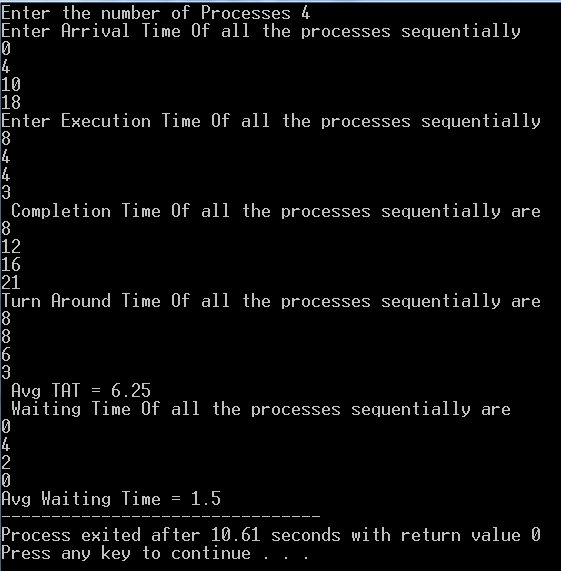 Enter the number of Processes 4
Enter Arrival Time Of all the processes sequentially
0
4
10
18
Enter Execution Time Of all the processes sequentially
8
4
4
3
Completion Time Of all the processes sequentially are
8
12
16
21
Turn Around Time Of all the processes sequentially are
8
8
6
3
Avg TAT = 6.25
Waiting Time Of all the processes sequentially are
0
4
2
0
Avg Waiting Time = 1.5
--------------------------------
Process exited after 10.61 seconds with return value 0
Press any key to continue . . .